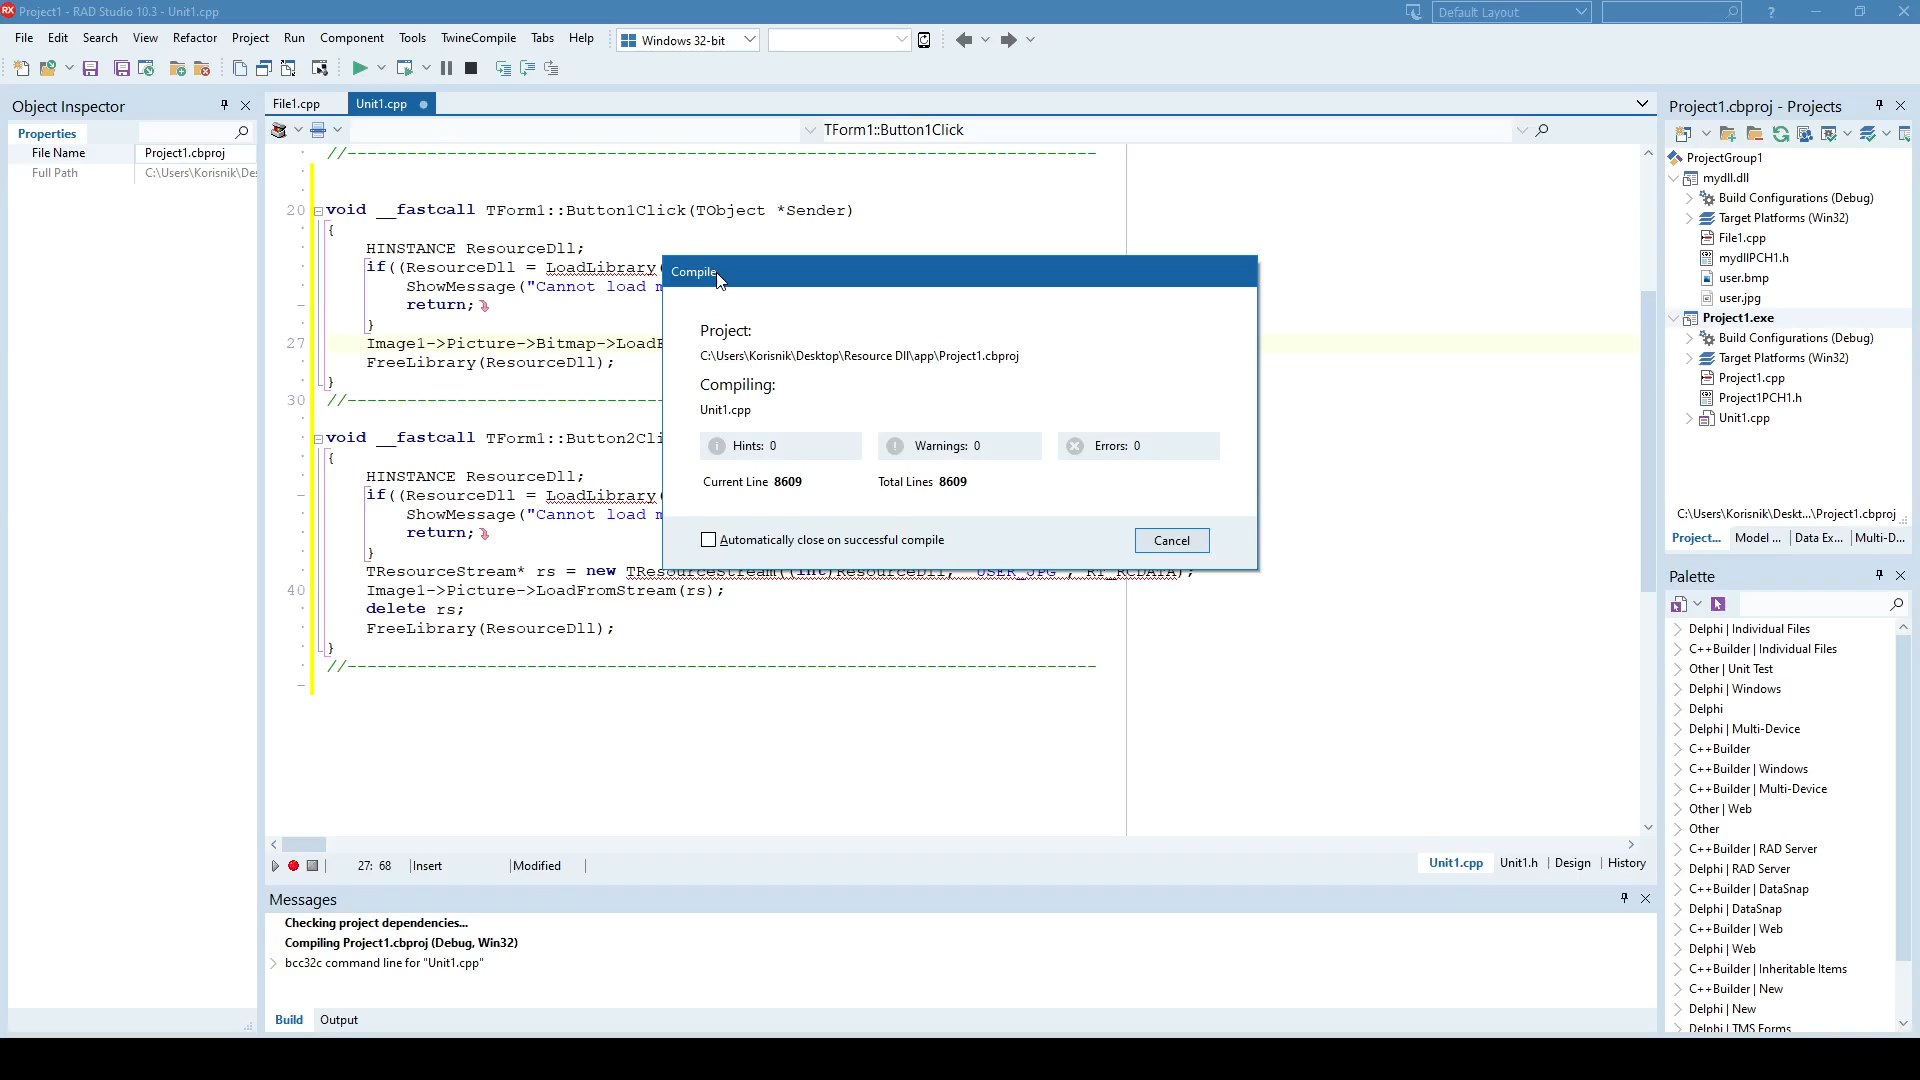 Project1 - RAD Studio 10.3 - Unit1.cpp
Default Layout
?
File Edit Search View Refactor Project Run Component Tools TwineCompile Tabs Help
Windows 32-bit
Object Inspector
Properties
File Name Project1.cbproj
Full Path C:\Users\Korisnik\De
File1.cpp Unit1.cpp
TForm1::Button1Click
//---------------------------------------------------------------------------
20 void __fastcall TForm1::Button1Click(TObject *Sender)
{
HINSTANCE ResourceDll;
if((ResourceDll = LoadLibrary(
ShowMessage("Cannot load
return;
}
27 Image1->Picture->Bitmap->Load
FreeLibrary(ResourceDll);
}
30 //---------------------------------
void __fastcall TForm1::Button2Cli
{
HINSTANCE ResourceDll;
if((ResourceDll = LoadLibrary(
ShowMessage("Cannot load
return;
}
TResourceStream* rs = new TResourceStream((int)ResourceDll, "USER_JPG", RT_RCDATA);
40 Image1->Picture->LoadFromStream(rs);
delete rs;
FreeLibrary(ResourceDll);
}
//---------------------------------------------------------------------------
Compile
Project:
C:\Users\Korisnik\Desktop\Resource Dll\app\Project1.cbproj
Compiling:
Unit1.cpp
Hints: 0 Warnings: 0 Errors: 0
Current Line 8609 Total Lines 8609
Automatically close on successful compile
Cancel
27: 68 Insert Modified
Unit1.cpp Unit1.h Design History
Messages
Checking project dependencies...
Compiling Project1.cbproj (Debug, Win32)
bcc32c command line for "Unit1.cpp"
Build Output
Project1.cbproj - Projects
ProjectGroup1
mydll.dll
Build Configurations (Debug)
Target Platforms (Win32)
File1.cpp
mydllPCH1.h
user.bmp
user.jpg
Project1.exe
Build Configurations (Debug)
Target Platforms (Win32)
Project1.cpp
Project1PCH1.h
Unit1.cpp
C:\Users\Korisnik\Deskt...\Project1.cbproj
Project... Model ... Data Ex... Multi-D...
Palette
Delphi | Individual Files
C++Builder | Individual Files
Other | Unit Test
Delphi | Windows
Delphi
Delphi | Multi-Device
C++Builder
C++Builder | Windows
C++Builder | Multi-Device
Other | Web
Other
C++Builder | RAD Server
Delphi | RAD Server
C++Builder | DataSnap
Delphi | DataSnap
C++Builder | Web
Delphi | Web
C++Builder | Inheritable Items
C++Builder | New
Delphi | New
Delphi | TMS Forms